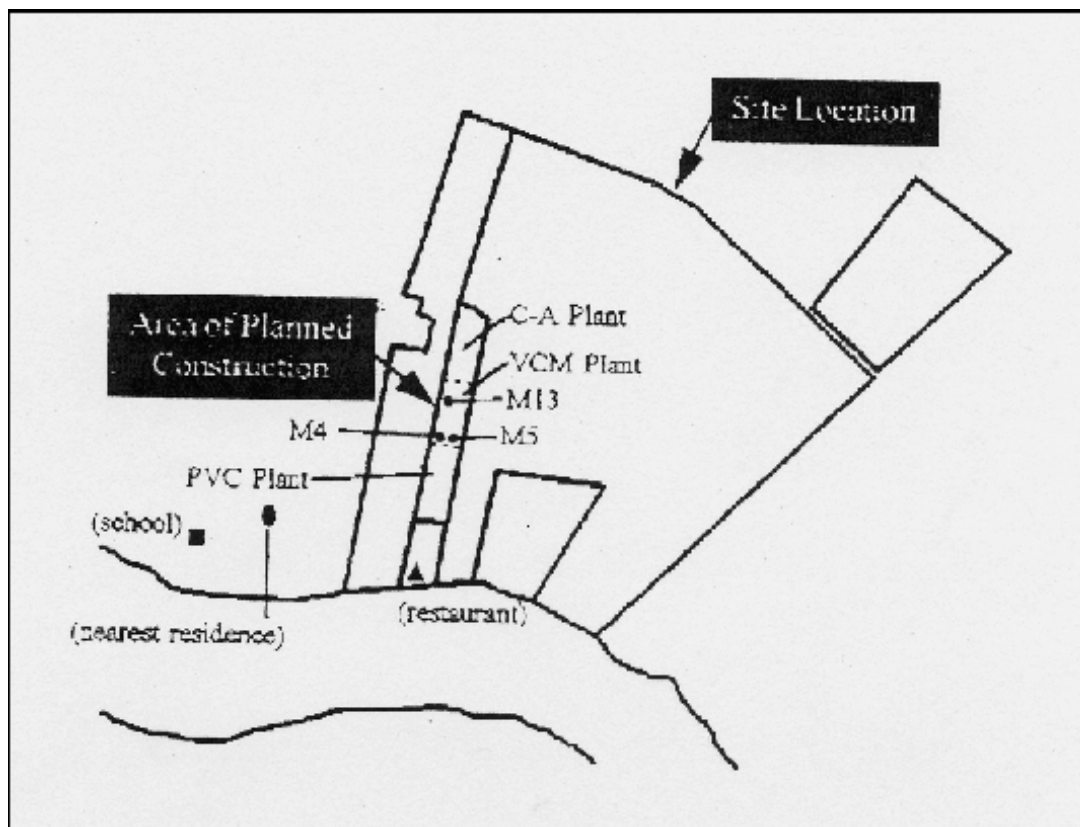 Site Location
Area of Planned
Construction
C-A Plant
VCM Plant
M13
M4
M5
PVC Plant
(school)
(nearest residence)
(restaurant)